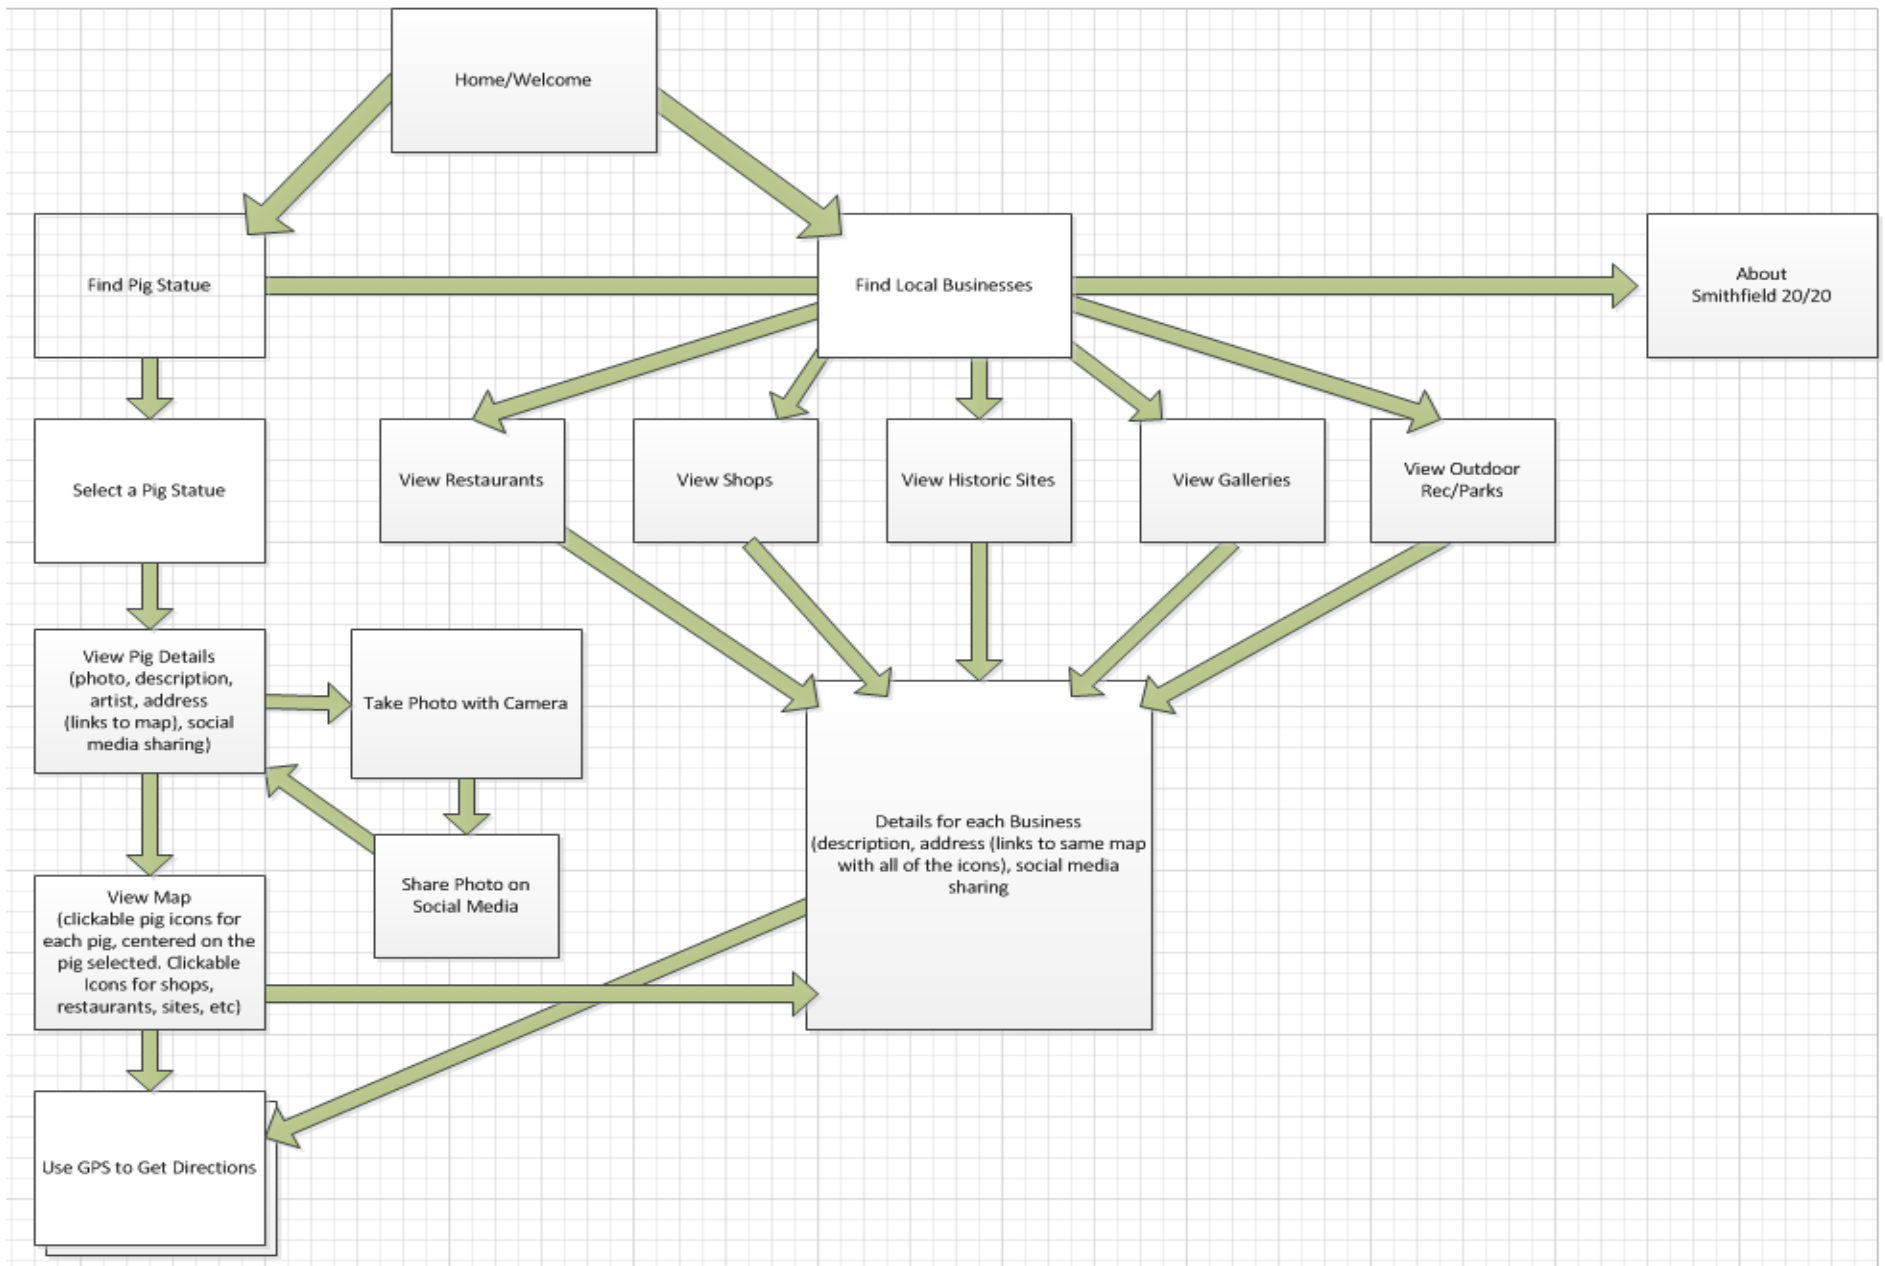 Home/Welcome
Find Pig Statue
Find Local Businesses
About
Smithfield 20/20
Select a Pig Statue
View Restaurants
View Shops
View Historic Sites
View Galleries
View Outdoor
Rec/Parks
View Pig Details
(photo, description,
artist, address
(links to map), social
media sharing)
Take Photo with Camera
Details for each Business
(description, address (links to same map
with all of the icons), social media
sharing
Share Photo on
Social Media
View Map
(clickable pig icons for
each pig, centered on the
pig selected. Clickable
Icons for shops,
restaurants, sites, etc)
Use GPS to Get Directions